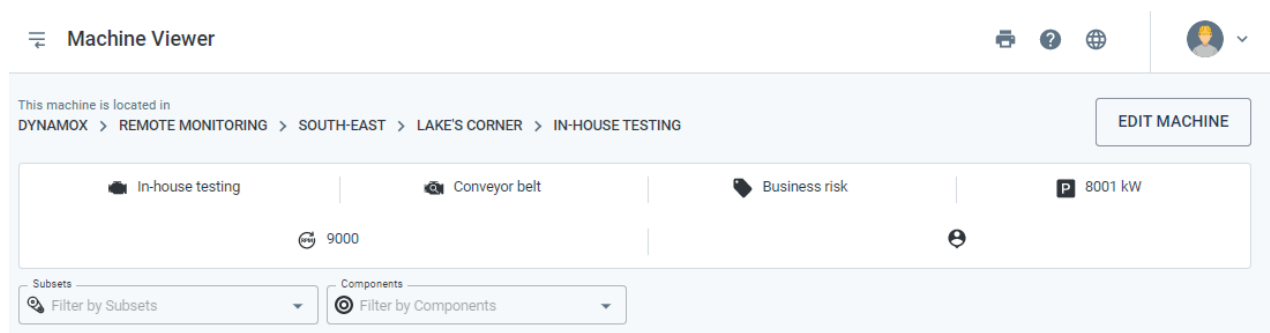 Machine Viewer
This machine is located in
DYNAMOX > REMOTE MONITORING > SOUTH-EAST > LAKE'S CORNER > IN-HOUSE TESTING
EDIT MACHINE
In-house testing
Conveyor belt
Business risk
P 8001 kW
RPM 9000
Subsets
Filter by Subsets
Components
Filter by Components